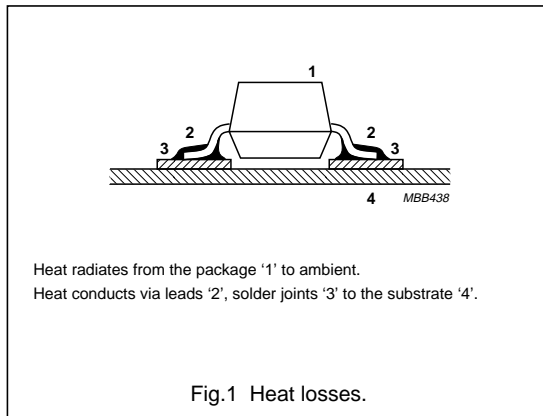 1
2
2
3
3
4
MBB438
Heat radiates from the package ‘1’ to ambient.
Heat conducts via leads ‘2’, solder joints ‘3’ to the substrate ‘4’.
Fig.1 Heat losses.